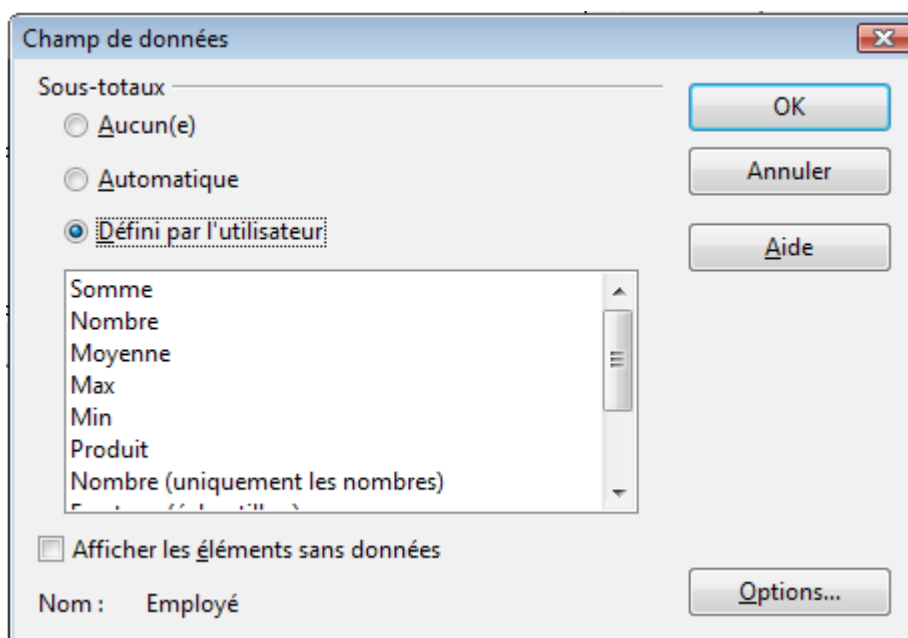 Champ de données
Sous-totaux
Aucun(e)
Automatique
Défini par l'utilisateur
Somme
Nombre
Moyenne
Max
Min
Produit
Nombre (uniquement les nombres)
Afficher les éléments sans données
Nom : Employé
OK
Annuler
Aide
Options...